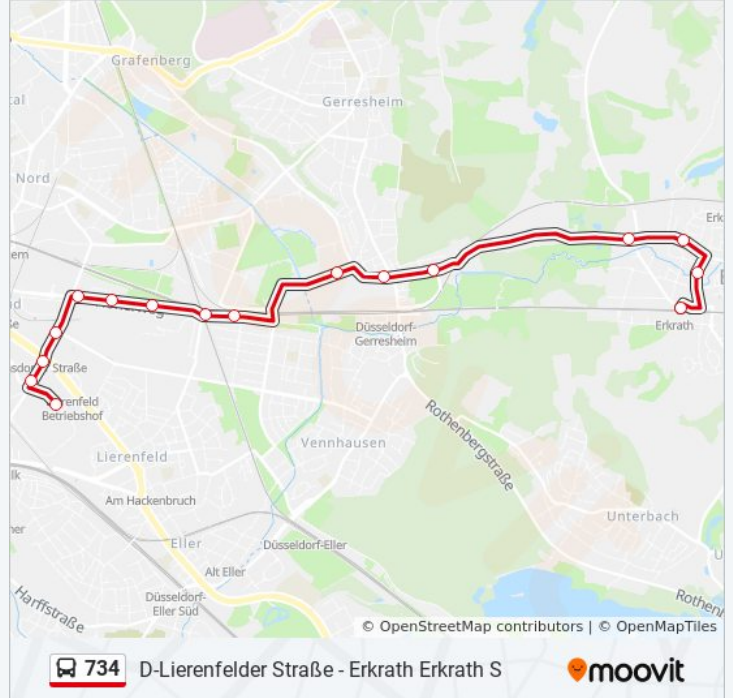 Grafenberg
tal
Gerresheim
Nord
Erk
Düsseldorf-
Gerresheim
Erkrath
Straße
Betriebshof
Rothenbergstraße
Vennhausen
Lierenfeld
Am Hackenbruch
Unterbach
Eller
Düsseldorf-Eller
Alt Eller
Harffstraße
Düsseldorf-
Eller Süd
© OpenStreetMap contributors | © OpenMapTiles
734 D-Lierenfelder Straße - Erkrath Erkrath S
moovit